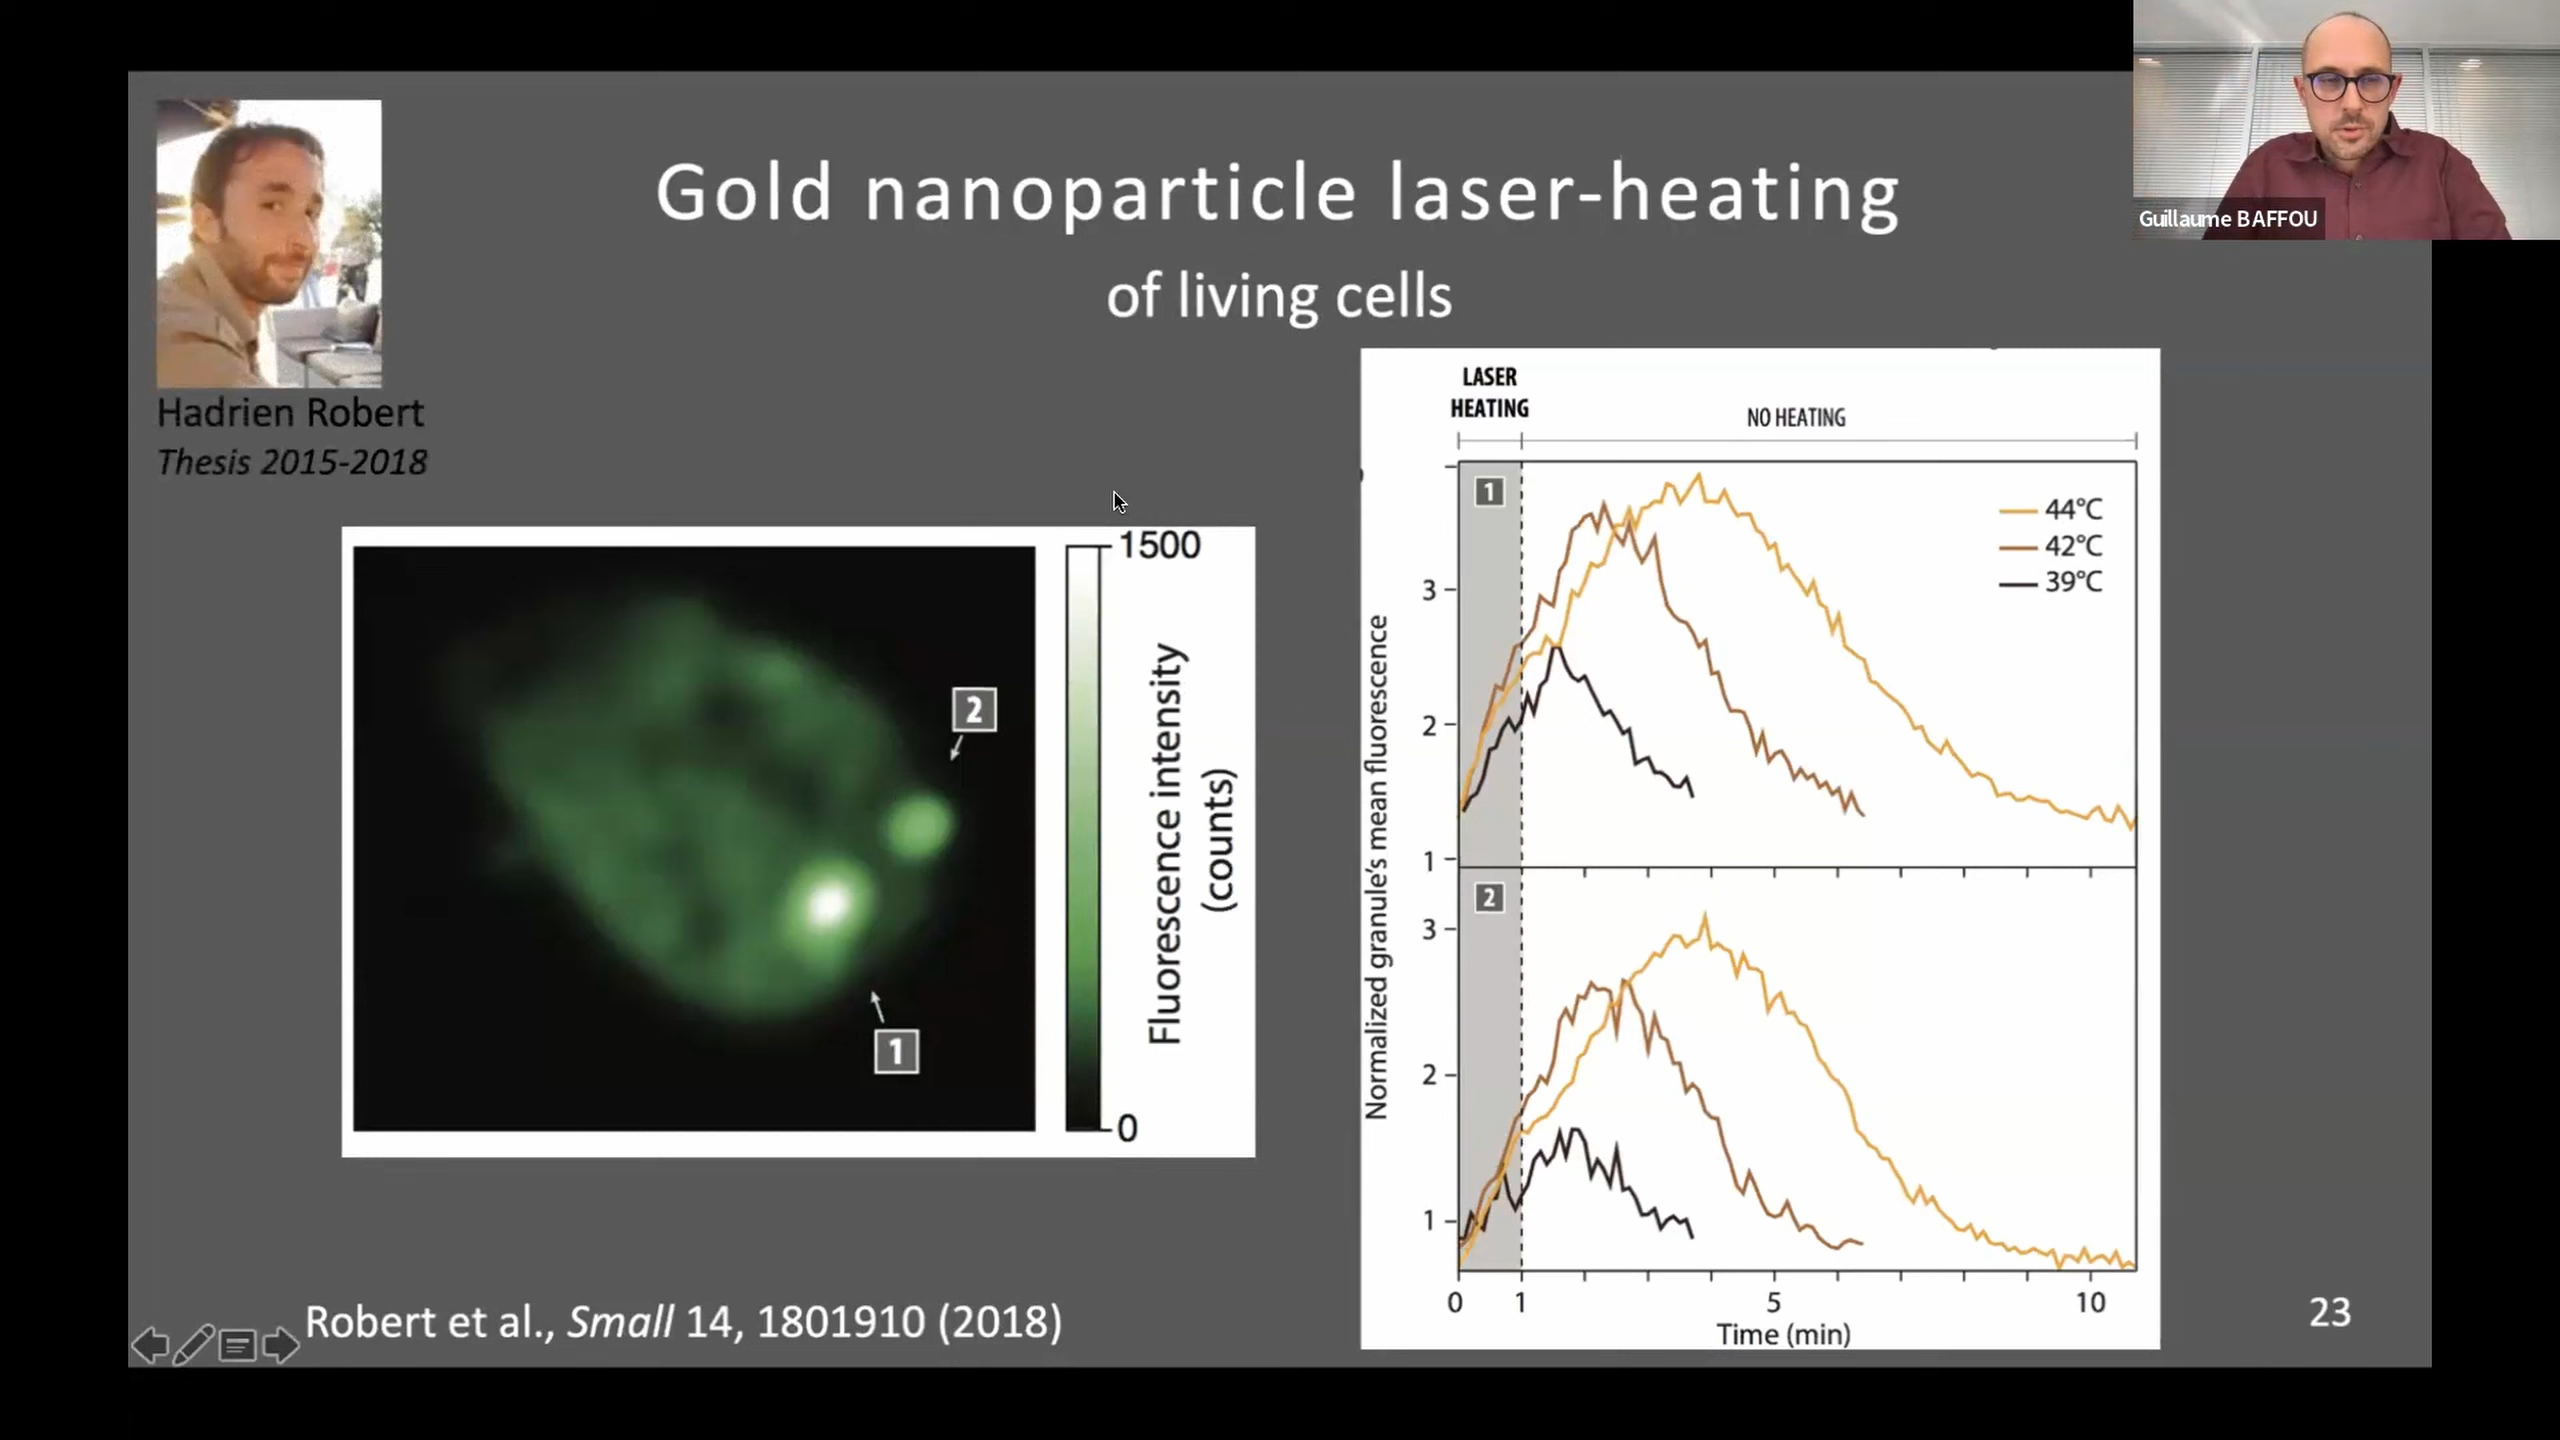 Guillaume BAFFOU
Gold nanoparticle laser-heating
of living cells
Hadrien Robert
Thesis 2015-2018
1500
Fluorescence intensity
(counts)
0
2
1
LASER
HEATING
NO HEATING
1
44°C
42°C
39°C
3
2
1
Normalized granule's mean fluorescence
2
3
2
1
0 1 5 10
Time (min)
Robert et al., Small 14, 1801910 (2018)
23